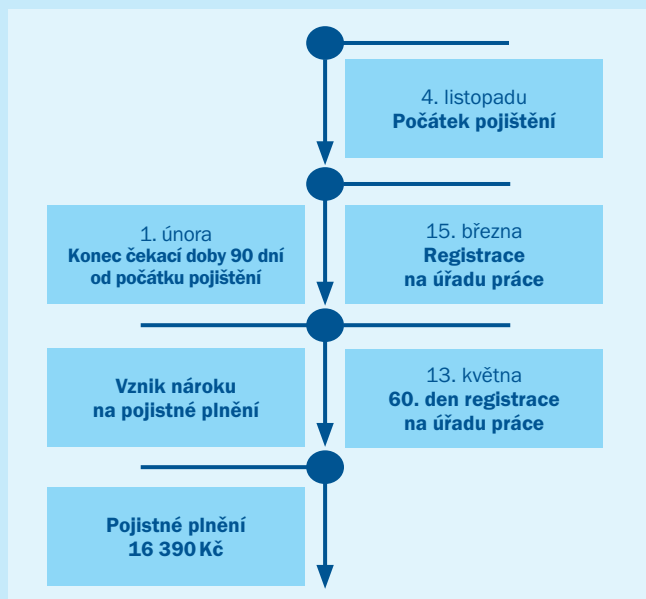 4. listopadu
Počátek pojištění
1. února
Konec čekací doby 90 dní
od počátku pojištění
15. března
Registrace
na úřadu práce
Vznik nároku
na pojistné plnění
13. května
60. den registrace
na úřadu práce
Pojistné plnění
16 390 Kč